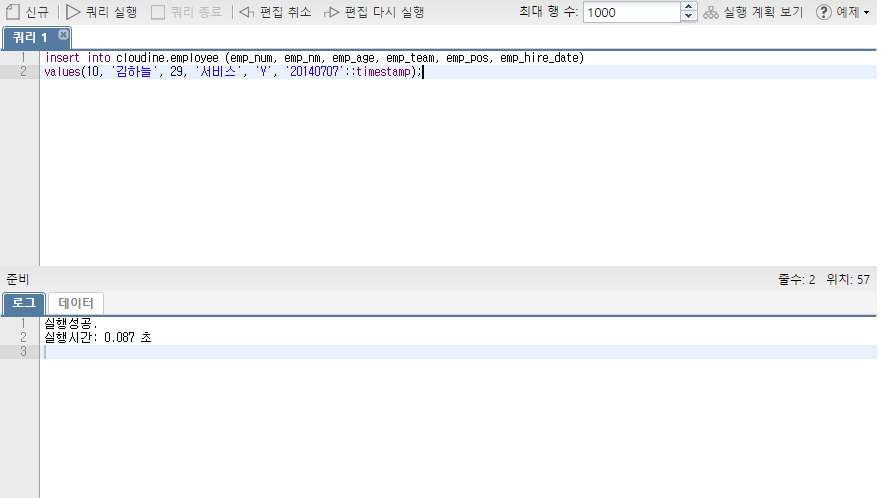 신규 쿼리 실행 쿼리 종료 편집 취소 편집 다시 실행 최대 행 수: 1000 실행 계획 보기 ? 예제
쿼리 1
1 insert into cloudine.employee (emp_num, emp_nm, emp_age, emp_team, emp_pos, emp_hire_date)
2 values(10, '김하늘', 29, '서비스', 'Y', '20140707'::timestamp);
준비 줄수: 2 위치: 57
로그 데이터
1 실행성공.
2 실행시간: 0.087 초
3